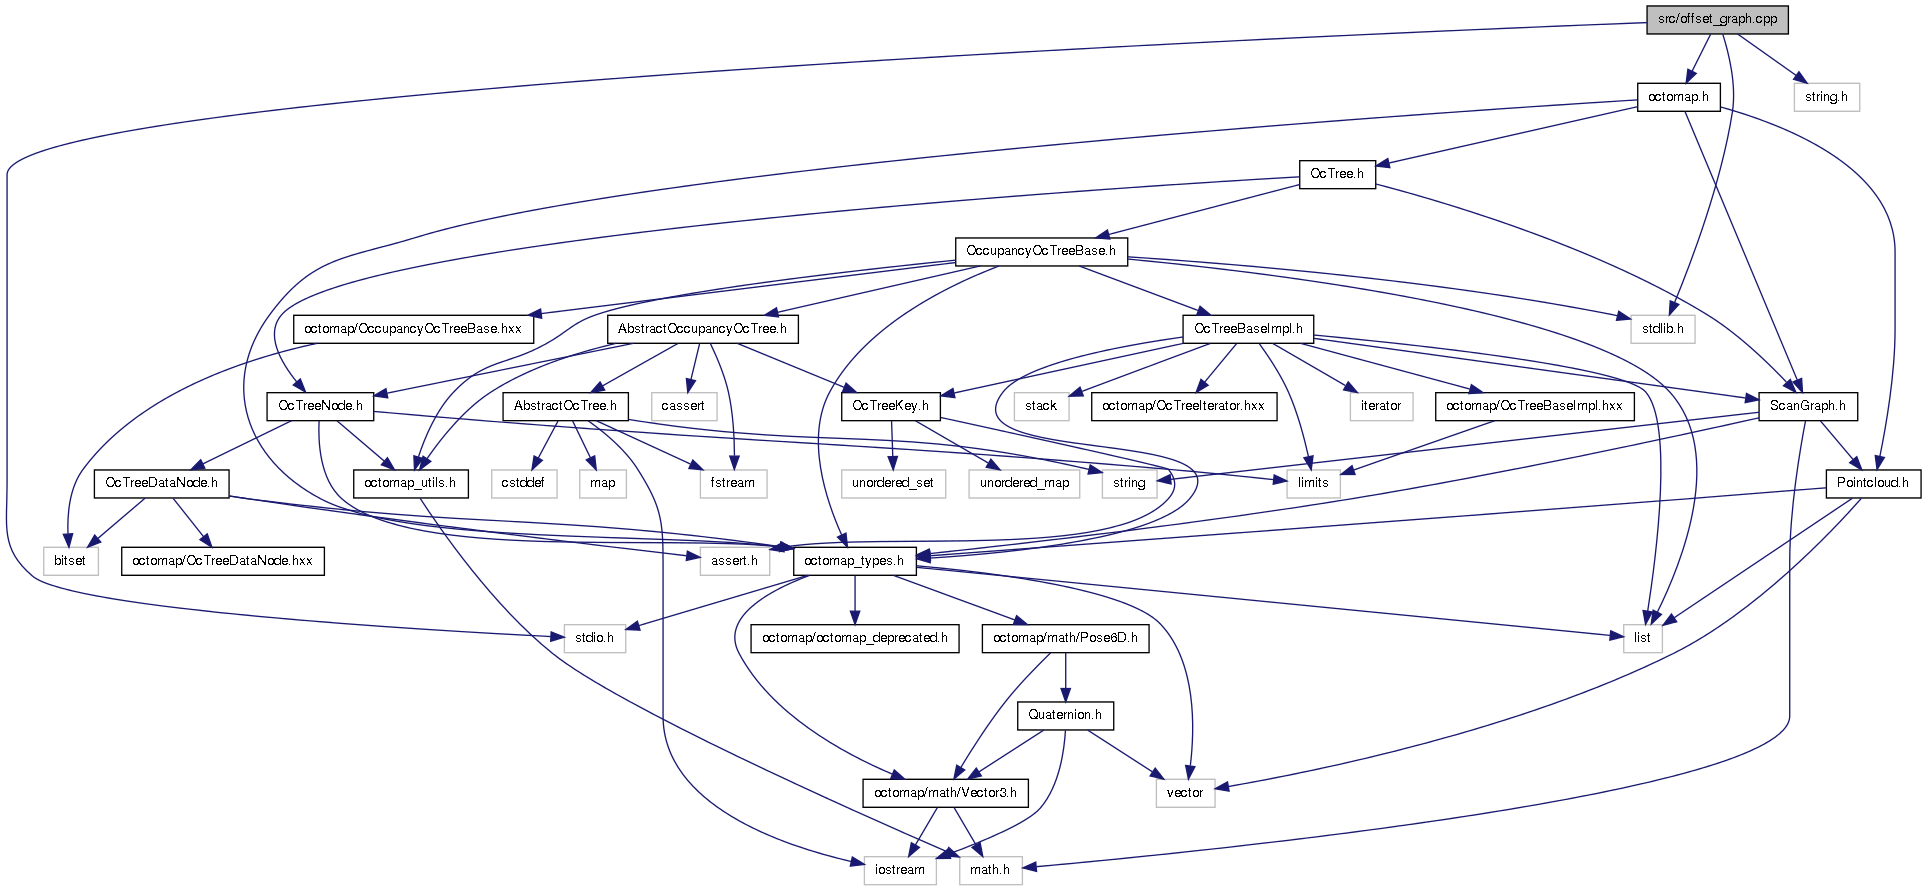 src/offset_graph.cpp
octomap.h
string.h
OcTree.h
OccupancyOcTreeBase.h
octomap/OccupancyOcTreeBase.hxx
AbstractOccupancyOcTree.h
OcTreeBaseImpl.h
stdlib.h
OcTreeNode.h
AbstractOcTree.h
cassert
OcTreeKey.h
stack
octomap/OcTreeIterator.hxx
iterator
octomap/OcTreeBaseImpl.hxx
ScanGraph.h
OcTreeDataNode.h
octomap_utils.h
cstddef
map
fstream
unordered_set
unordered_map
string
limits
Pointcloud.h
bitset
octomap/OcTreeDataNode.hxx
assert.h
octomap_types.h
stdio.h
octomap/octomap_deprecated.h
octomap/math/Pose6D.h
list
Quaternion.h
octomap/math/Vector3.h
vector
iostream
math.h